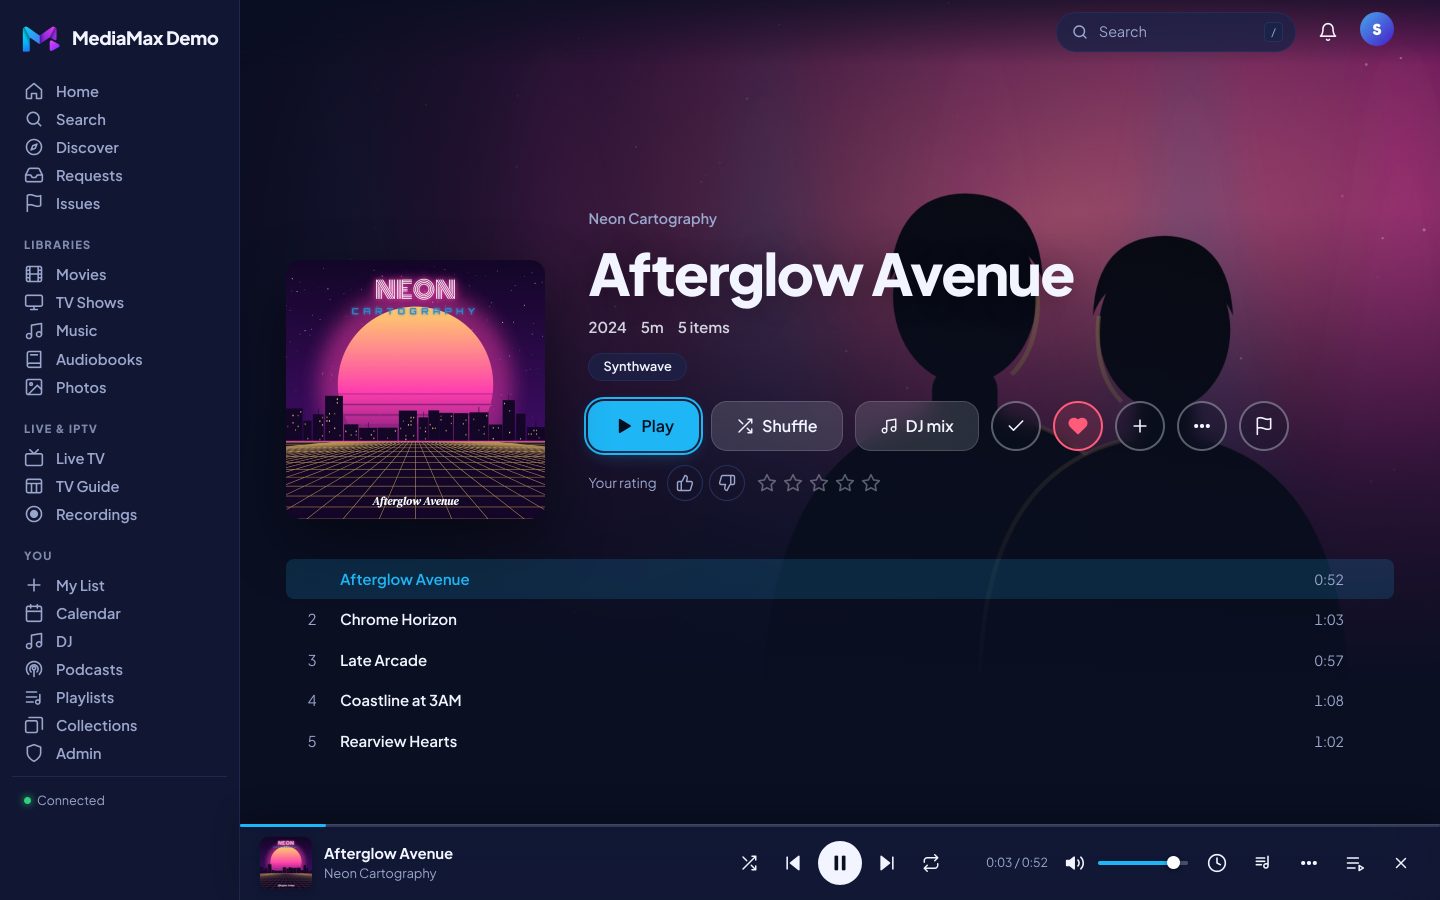 MediaMax Demo
Search
/
S
Home
Search
Discover
Requests
Issues
LIBRARIES
Movies
TV Shows
Music
Audiobooks
Photos
LIVE & IPTV
Live TV
TV Guide
Recordings
YOU
My List
Calendar
DJ
Podcasts
Playlists
Collections
Admin
Connected
NEON
CARTOGRAPHY
Afterglow Avenue
Neon Cartography
Afterglow Avenue
2024 5m 5 items
Synthwave
Play Shuffle DJ mix
Your rating
Afterglow Avenue 0:52
2 Chrome Horizon 1:03
3 Late Arcade 0:57
4 Coastline at 3AM 1:08
5 Rearview Hearts 1:02
Afterglow Avenue
Neon Cartography
0:03 / 0:52